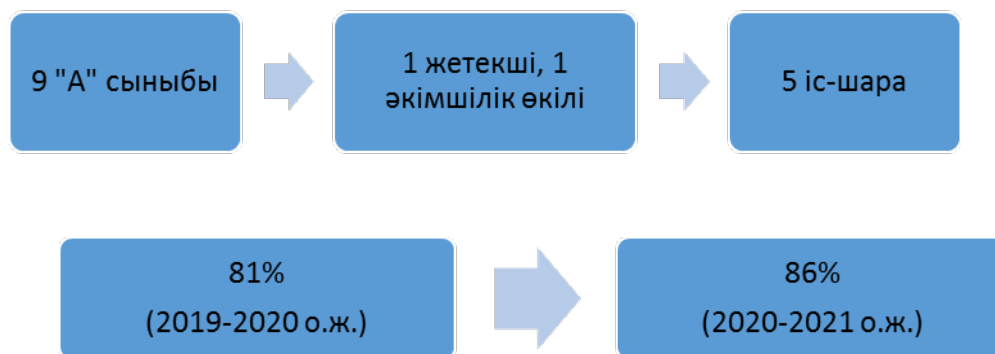 9 "А" сыныбы
1 жетекші, 1
әкімшілік өкілі
5 іс-шара
81%
(2019-2020 о.ж.)
86%
(2020-2021 о.ж.)